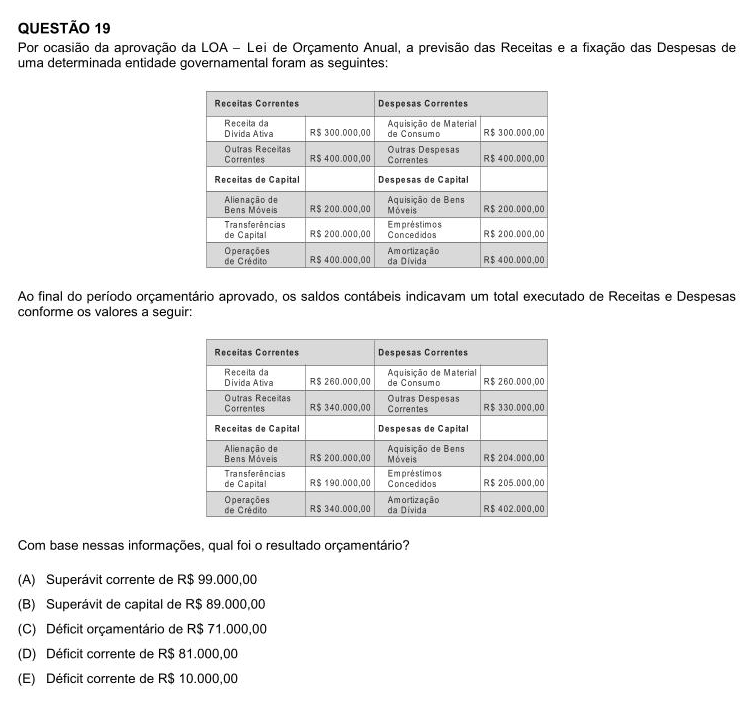 QUESTÃO 19
Por ocasião da aprovação da LOA – Lei de Orçamento Anual, a previsão das Receitas e a fixação das Despesas de
uma determinada entidade governamental foram as seguintes:
Receitas Correntes Despesas Correntes
Receita da
Dívida Ativa R$ 300.000,00 Aquisição de Material
de Consumo R$ 300.000,00
Outras Receitas
Correntes R$ 400.000,00 Outras Despesas
Correntes R$ 400.000,00
Receitas de Capital Despesas de Capital
Alienação de
Bens Móveis R$ 200.000,00 Aquisição de Bens
Móveis R$ 200.000,00
Transferências
de Capital R$ 200.000,00 Empréstimos
Concedidos R$ 200.000,00
Operações
de Crédito R$ 400.000,00 Amortização
da Dívida R$ 400.000,00
Ao final do período orçamentário aprovado, os saldos contábeis indicavam um total executado de Receitas e Despesas
conforme os valores a seguir:
Receitas Correntes Despesas Correntes
Receita da
Dívida Ativa R$ 260.000,00 Aquisição de Material
de Consumo R$ 260.000,00
Outras Receitas
Correntes R$ 340.000,00 Outras Despesas
Correntes R$ 330.000,00
Receitas de Capital Despesas de Capital
Alienação de
Bens Móveis R$ 200.000,00 Aquisição de Bens
Móveis R$ 204.000,00
Transferências
de Capital R$ 190.000,00 Empréstimos
Concedidos R$ 205.000,00
Operações
de Crédito R$ 340.000,00 Amortização
da Dívida R$ 402.000,00
Com base nessas informações, qual foi o resultado orçamentário?
(A) Superávit corrente de R$ 99.000,00
(B) Superávit de capital de R$ 89.000,00
(C) Déficit orçamentário de R$ 71.000,00
(D) Déficit corrente de R$ 81.000,00
(E) Déficit corrente de R$ 10.000,00